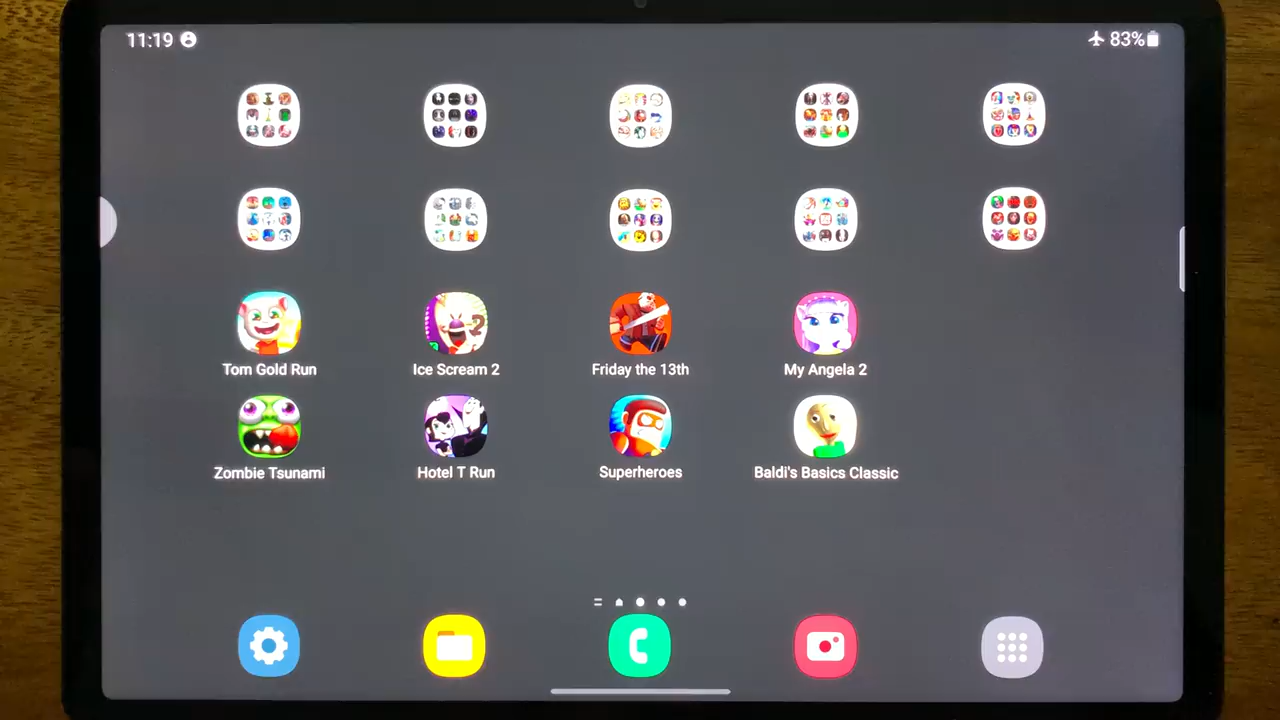 11:19
83%
Tom Gold Run
Ice Scream 2
Friday the 13th
My Angela 2
2
Zombie Tsunami
Hotel T Run
Superheroes
Baldi's Basics Classic